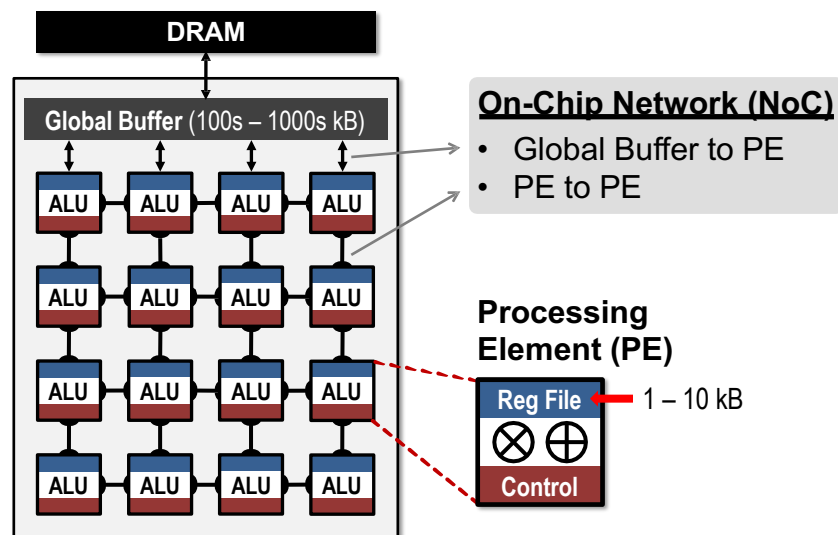 DRAM
Global Buffer (100s – 1000s kB)
On-Chip Network (NoC)
• Global Buffer to PE
• PE to PE
ALU ALU ALU ALU
ALU ALU ALU ALU
Processing
Element (PE)
ALU ALU ALU ALU
Reg File
1 – 10 kB
Control
ALU ALU ALU ALU